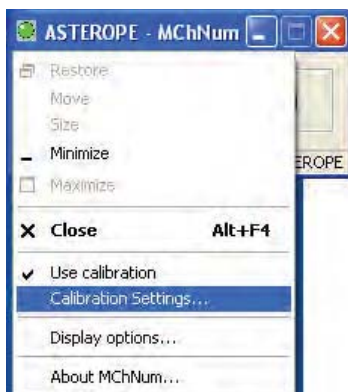 ASTEROPE - MChNum
Restore
Move
Size
Minimize
EROPE
Maximize
Close Alt+F4
Use calibration
Calibration Settings...
Display options...
About MChNum...